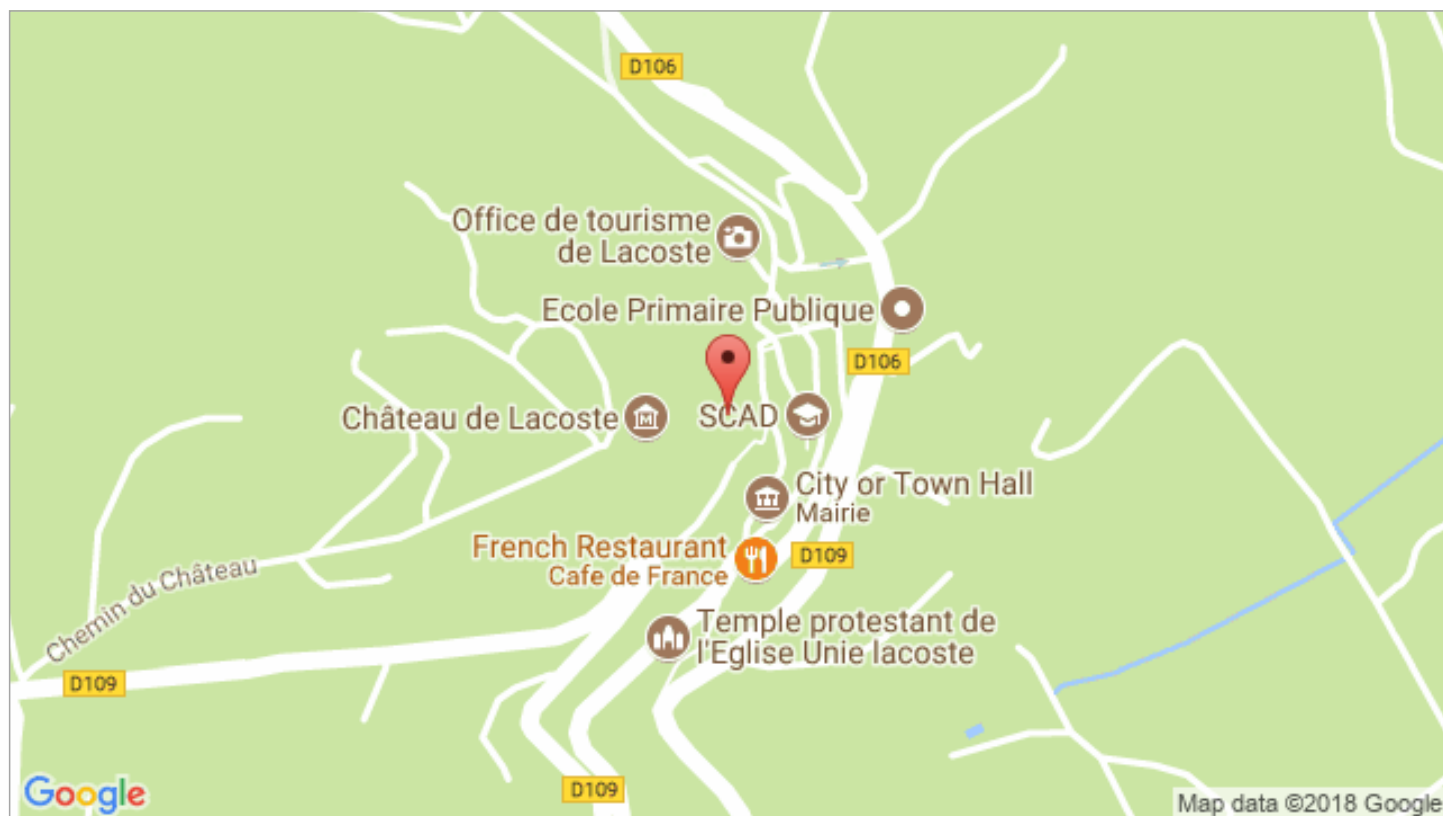 D106
Office de tourisme
de Lacoste
Ecole Primaire Publique
D106
Château de Lacoste
SCAD
City or Town Hall
Mairie
French Restaurant
Cafe de France
D109
Chemin du Château
Temple protestant de
l'Eglise Unie lacoste
D109
D109
Google
Map data ©2018 Google